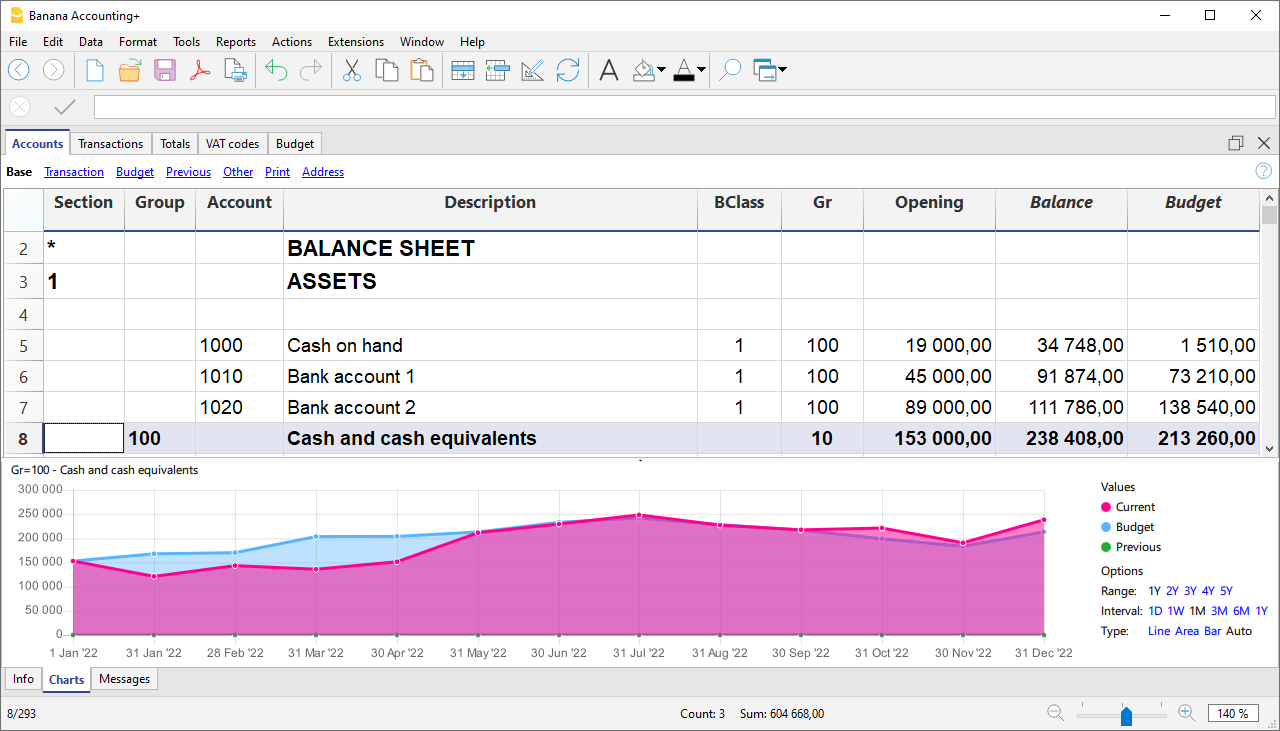 Banana Accounting+
File Edit Data Format Tools Reports Actions Extensions Window Help
Accounts Transactions Totals VAT codes Budget
Base Transaction Budget Previous Other Print Address
Section Group Account Description BClass Gr Opening Balance Budget
2 * BALANCE SHEET
3 1 ASSETS
4
5 1000 Cash on hand 1 100 19 000,00 34 748,00 1 510,00
6 1010 Bank account 1 1 100 45 000,00 91 874,00 73 210,00
7 1020 Bank account 2 1 100 89 000,00 111 786,00 138 540,00
8 100 Cash and cash equivalents 10 153 000,00 238 408,00 213 260,00
Gr=100 - Cash and cash equivalents
300 000
250 000
200 000
150 000
100 000
50 000
0
1 Jan '22 31 Jan '22 28 Feb '22 31 Mar '22 30 Apr '22 31 May '22 30 Jun '22 31 Jul '22 31 Aug '22 30 Sep '22 31 Oct '22 30 Nov '22 31 Dec '22
Values
Current
Budget
Previous
Options
Range: 1Y 2Y 3Y 4Y 5Y
Interval: 1D 1W 1M 3M 6M 1Y
Type: Line Area Bar Auto
Info Charts Messages
8/293 Count: 3 Sum: 604 668,00 140 %